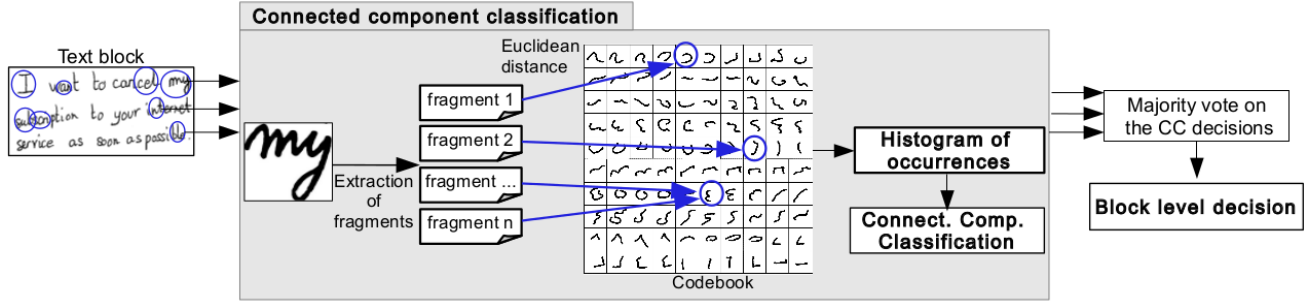 Connected component classification
Text block
I want to cancel my
subscription to your internet
service as soon as possible.
my
Extraction
of
fragments
Euclidean
distance
fragment 1
fragment 2
fragment ...
fragment n
Codebook
Histogram of
occurrences
Connect. Comp.
Classification
Majority vote on
the CC decisions
Block level decision